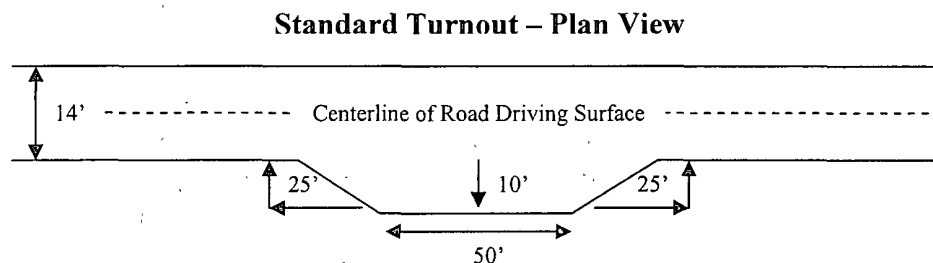 Standard Turnout – Plan View
14'
Centerline of Road Driving Surface
25'
10'
25'
50'